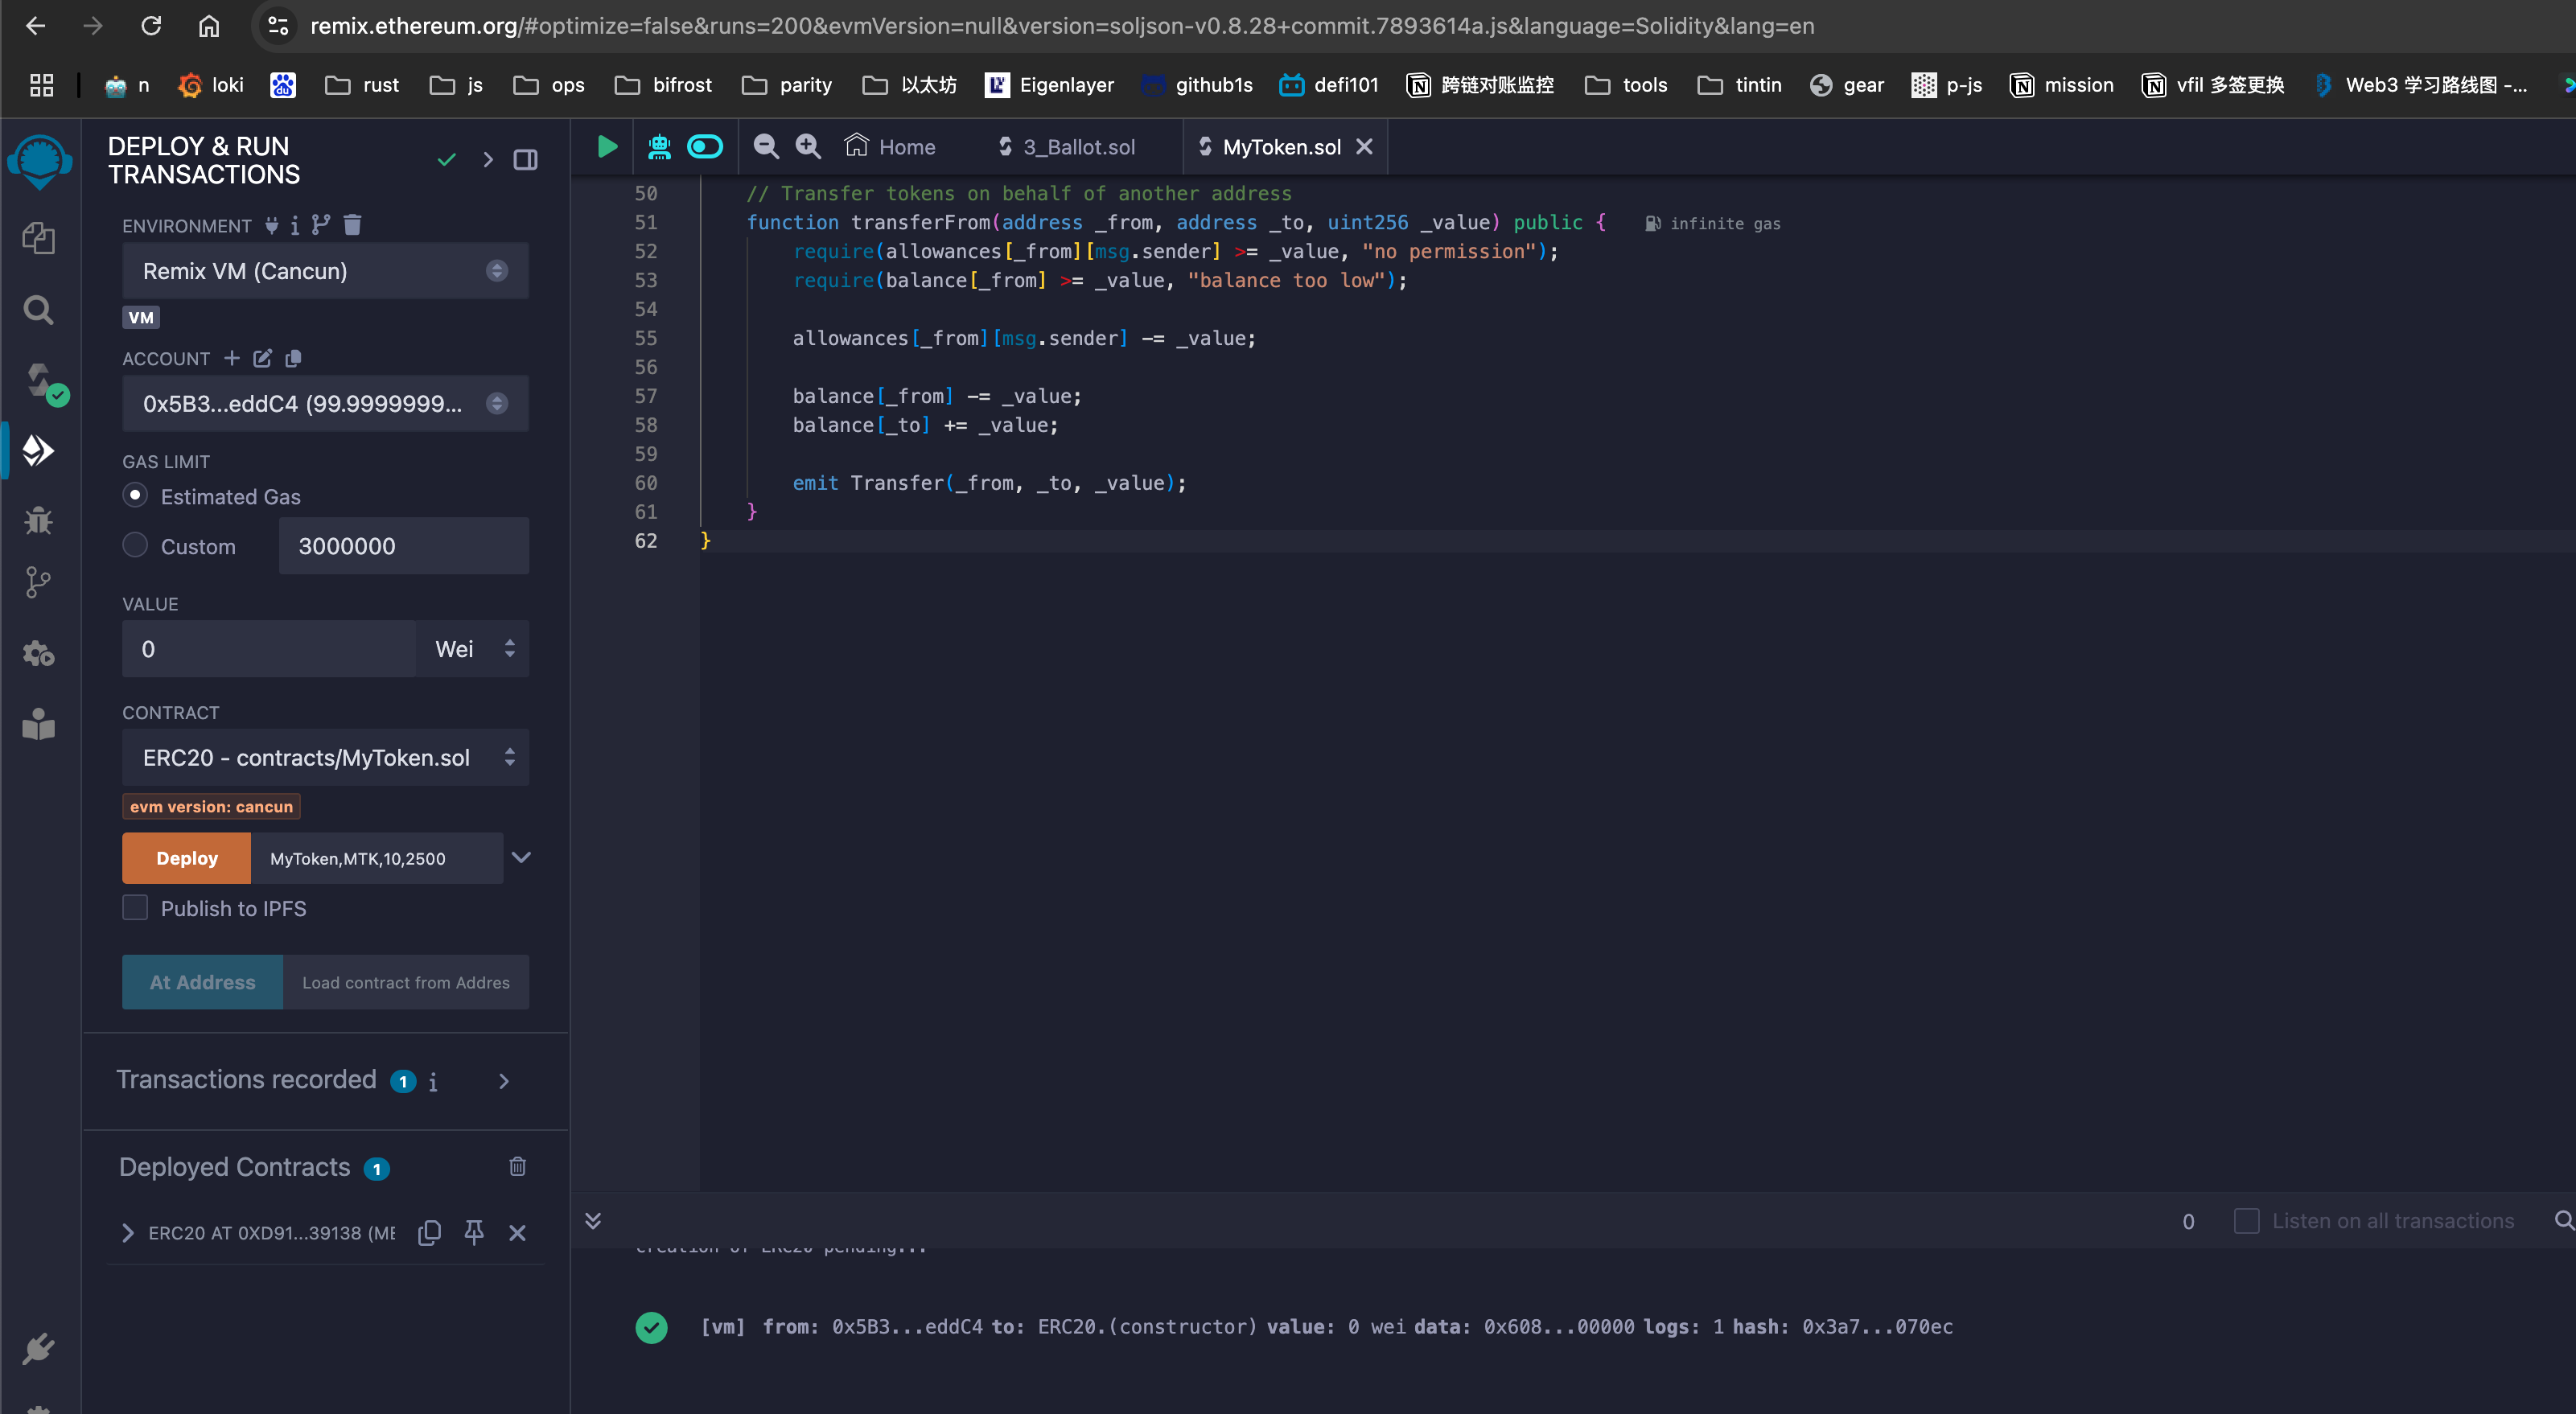 remix.ethereum.org/#optimize=false&runs=200&evmVersion=null&version=soljson-v0.8.28+commit.7893614a.js&language=Solidity&lang=en
n loki rust js ops bifrost parity 以太坊 Eigenlayer github1s defi101 跨链对账监控 tools tintin gear p-js mission vfil 多签更换 Web3 学习路线图 -...
DEPLOY & RUN
TRANSACTIONS
ENVIRONMENT
Remix VM (Cancun)
VM
ACCOUNT
0x5B3...eddC4 (99.9999999...
GAS LIMIT
Estimated Gas
Custom 3000000
VALUE
0 Wei
CONTRACT
ERC20 - contracts/MyToken.sol
evm version: cancun
Deploy MyToken,MTK,10,2500
Publish to IPFS
At Address Load contract from Addres
Transactions recorded 1
Deployed Contracts 1
ERC20 AT 0XD91...39138 (ME
Home 3_Ballot.sol MyToken.sol
50 // Transfer tokens on behalf of another address
51 function transferFrom(address _from, address _to, uint256 _value) public { infinite gas
52 require(allowances[_from][msg.sender] >= _value, "no permission");
53 require(balance[_from] >= _value, "balance too low");
54
55 allowances[_from][msg.sender] -= _value;
56
57 balance[_from] -= _value;
58 balance[_to] += _value;
59
60 emit Transfer(_from, _to, _value);
61 }
62 }
0 Listen on all transactions
creation of ERC20 pending...
[vm] from: 0x5B3...eddC4 to: ERC20.(constructor) value: 0 wei data: 0x608...00000 logs: 1 hash: 0x3a7...070ec